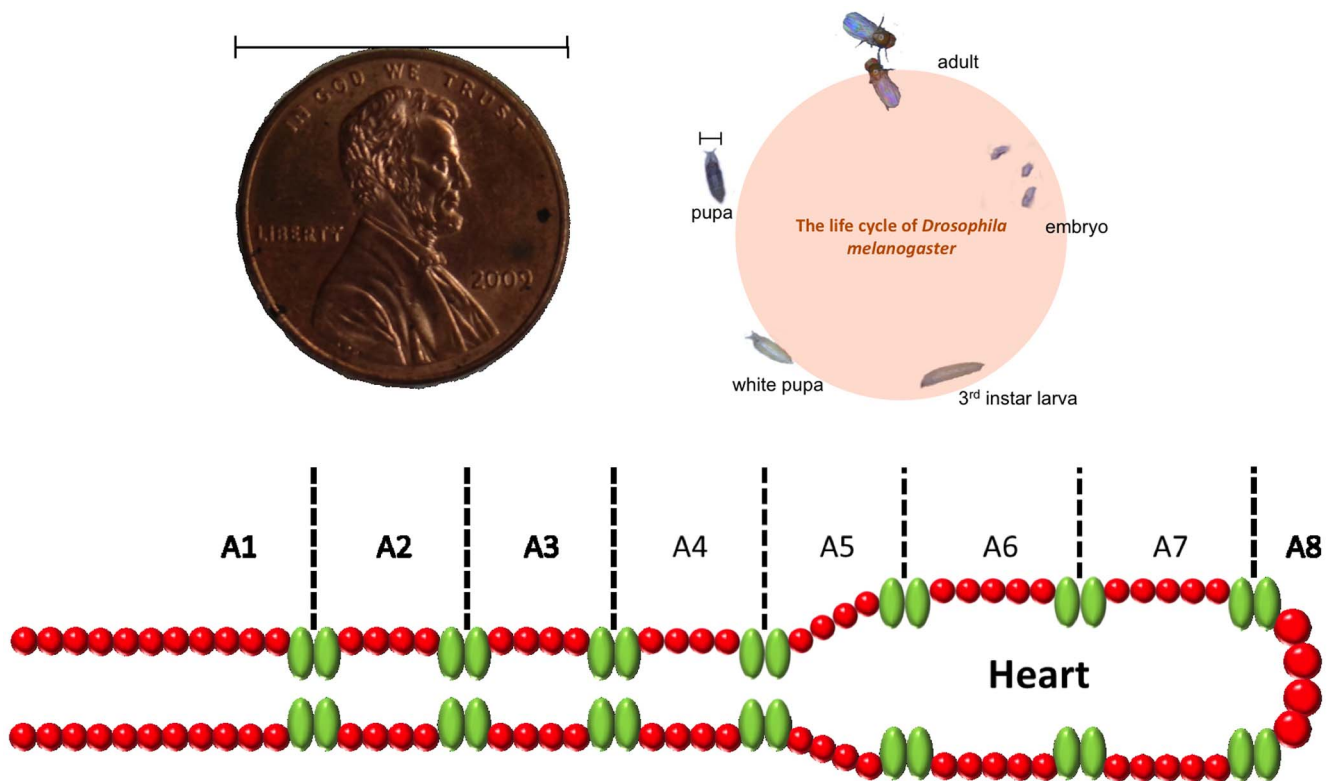 IN GOD WE TRUST
LIBERTY
2009
adult
pupa
The life cycle of Drosophila
melanogaster
embryo
white pupa
3rd instar larva
A1 A2 A3 A4 A5 A6 A7 A8
Heart